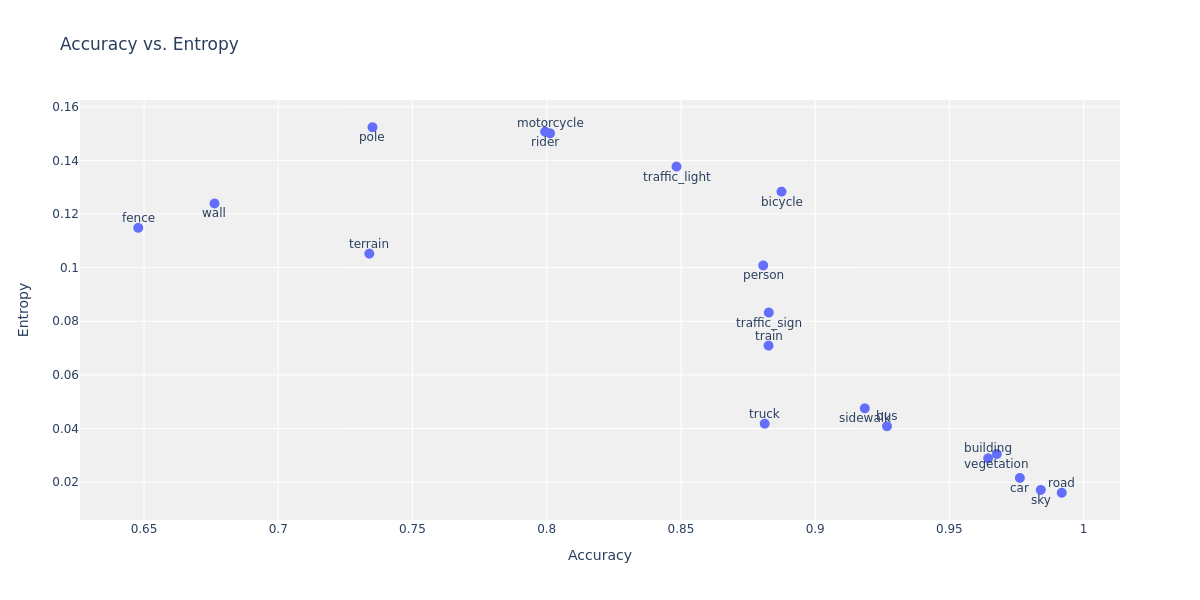 Accuracy vs. Entropy
0.16
motorcycle
pole
rider
0.14
traffic_light
bicycle
0.12
fence
wall
terrain
0.1
person
Entropy
0.08
traffic_sign
train
0.06
truck
sidewalk
bus
0.04
building
vegetation
0.02
car
road
sky
0.65
0.7
0.75
0.8
0.85
0.9
0.95
1
Accuracy